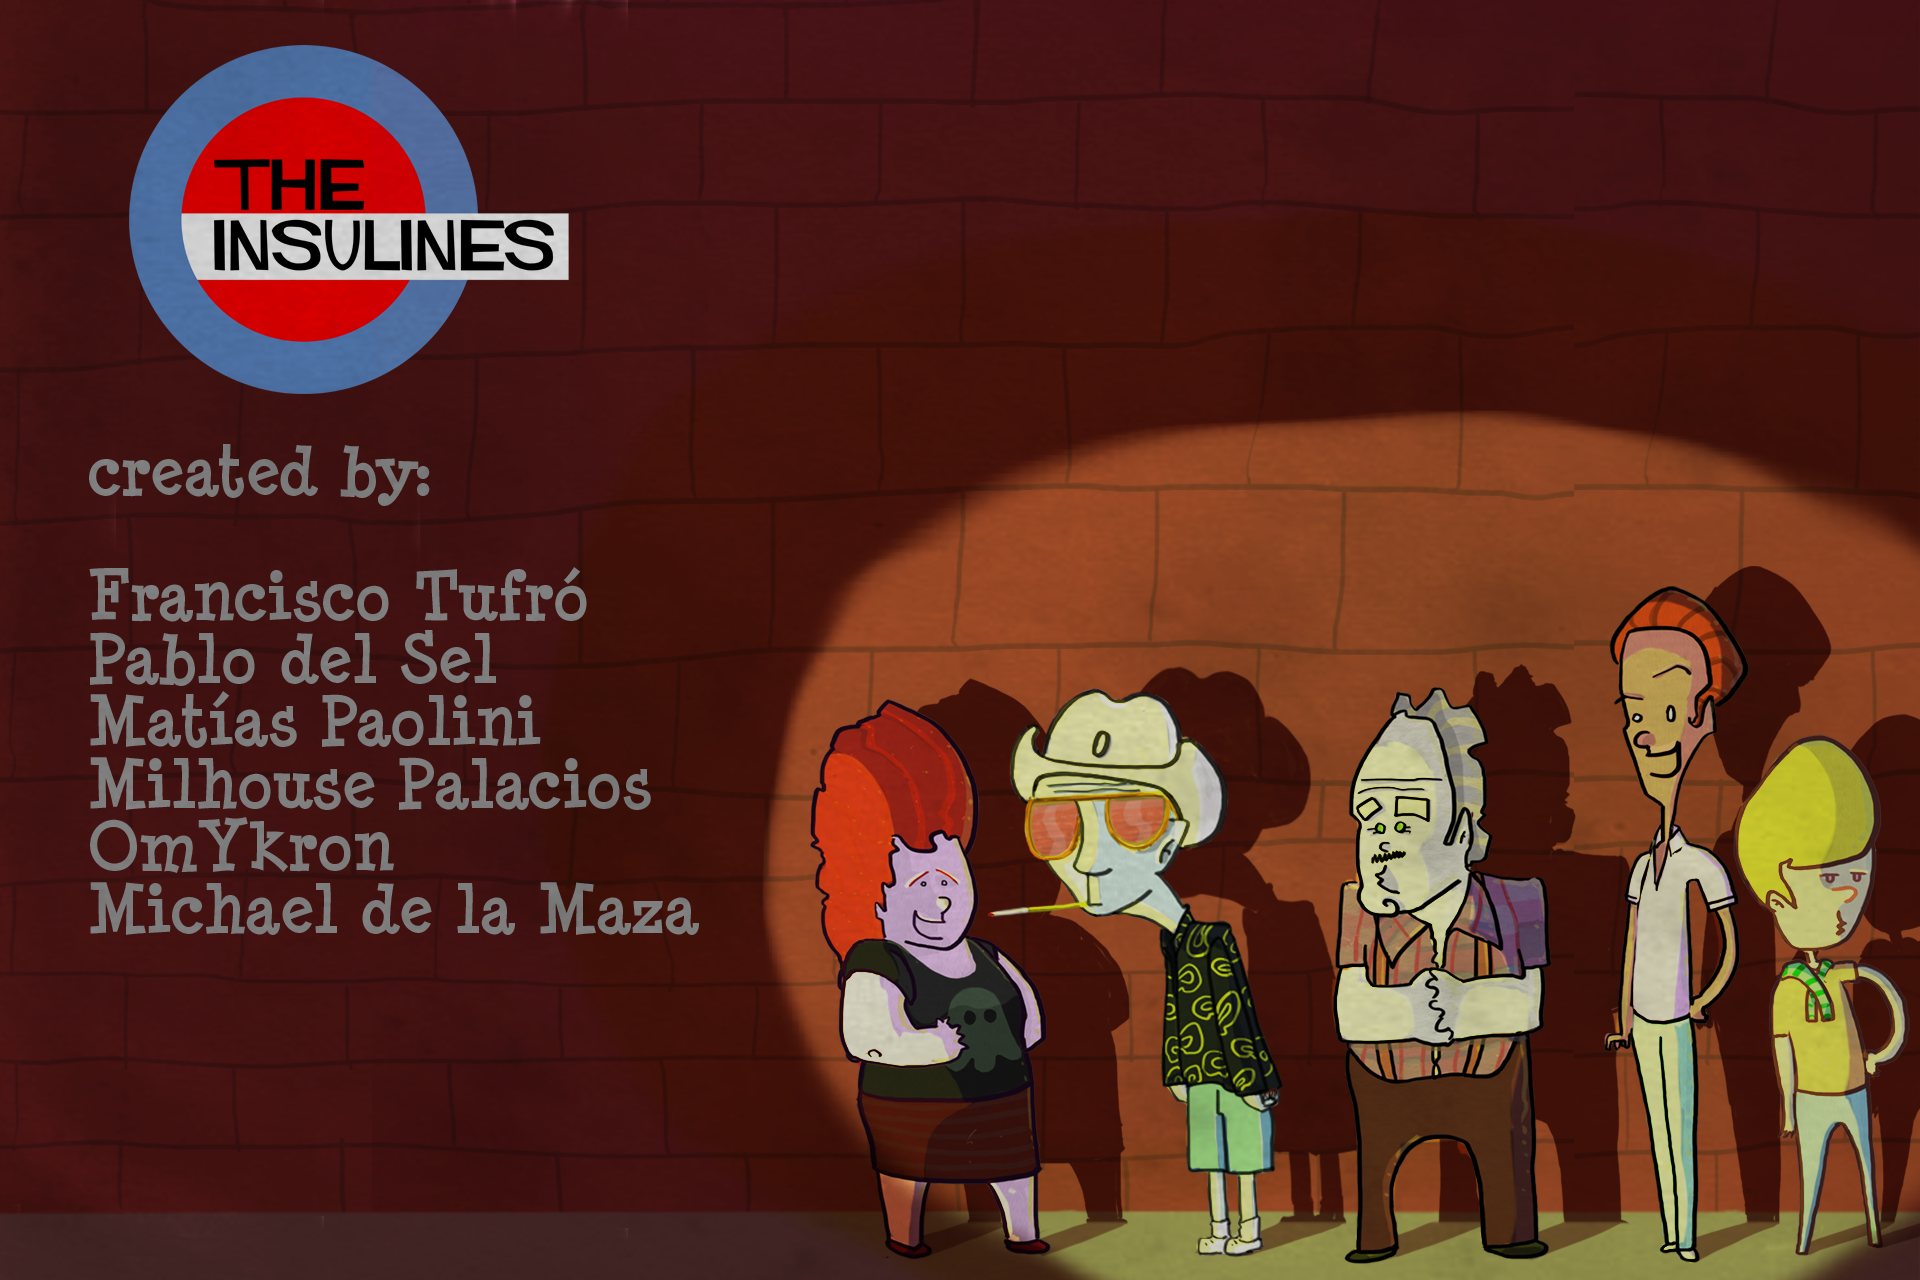 THE
INSULINES
created by:
Francisco Tufró
Pablo del Sel
Matías Paolini
Milhouse Palacios
OmYkron
Michael de la Maza